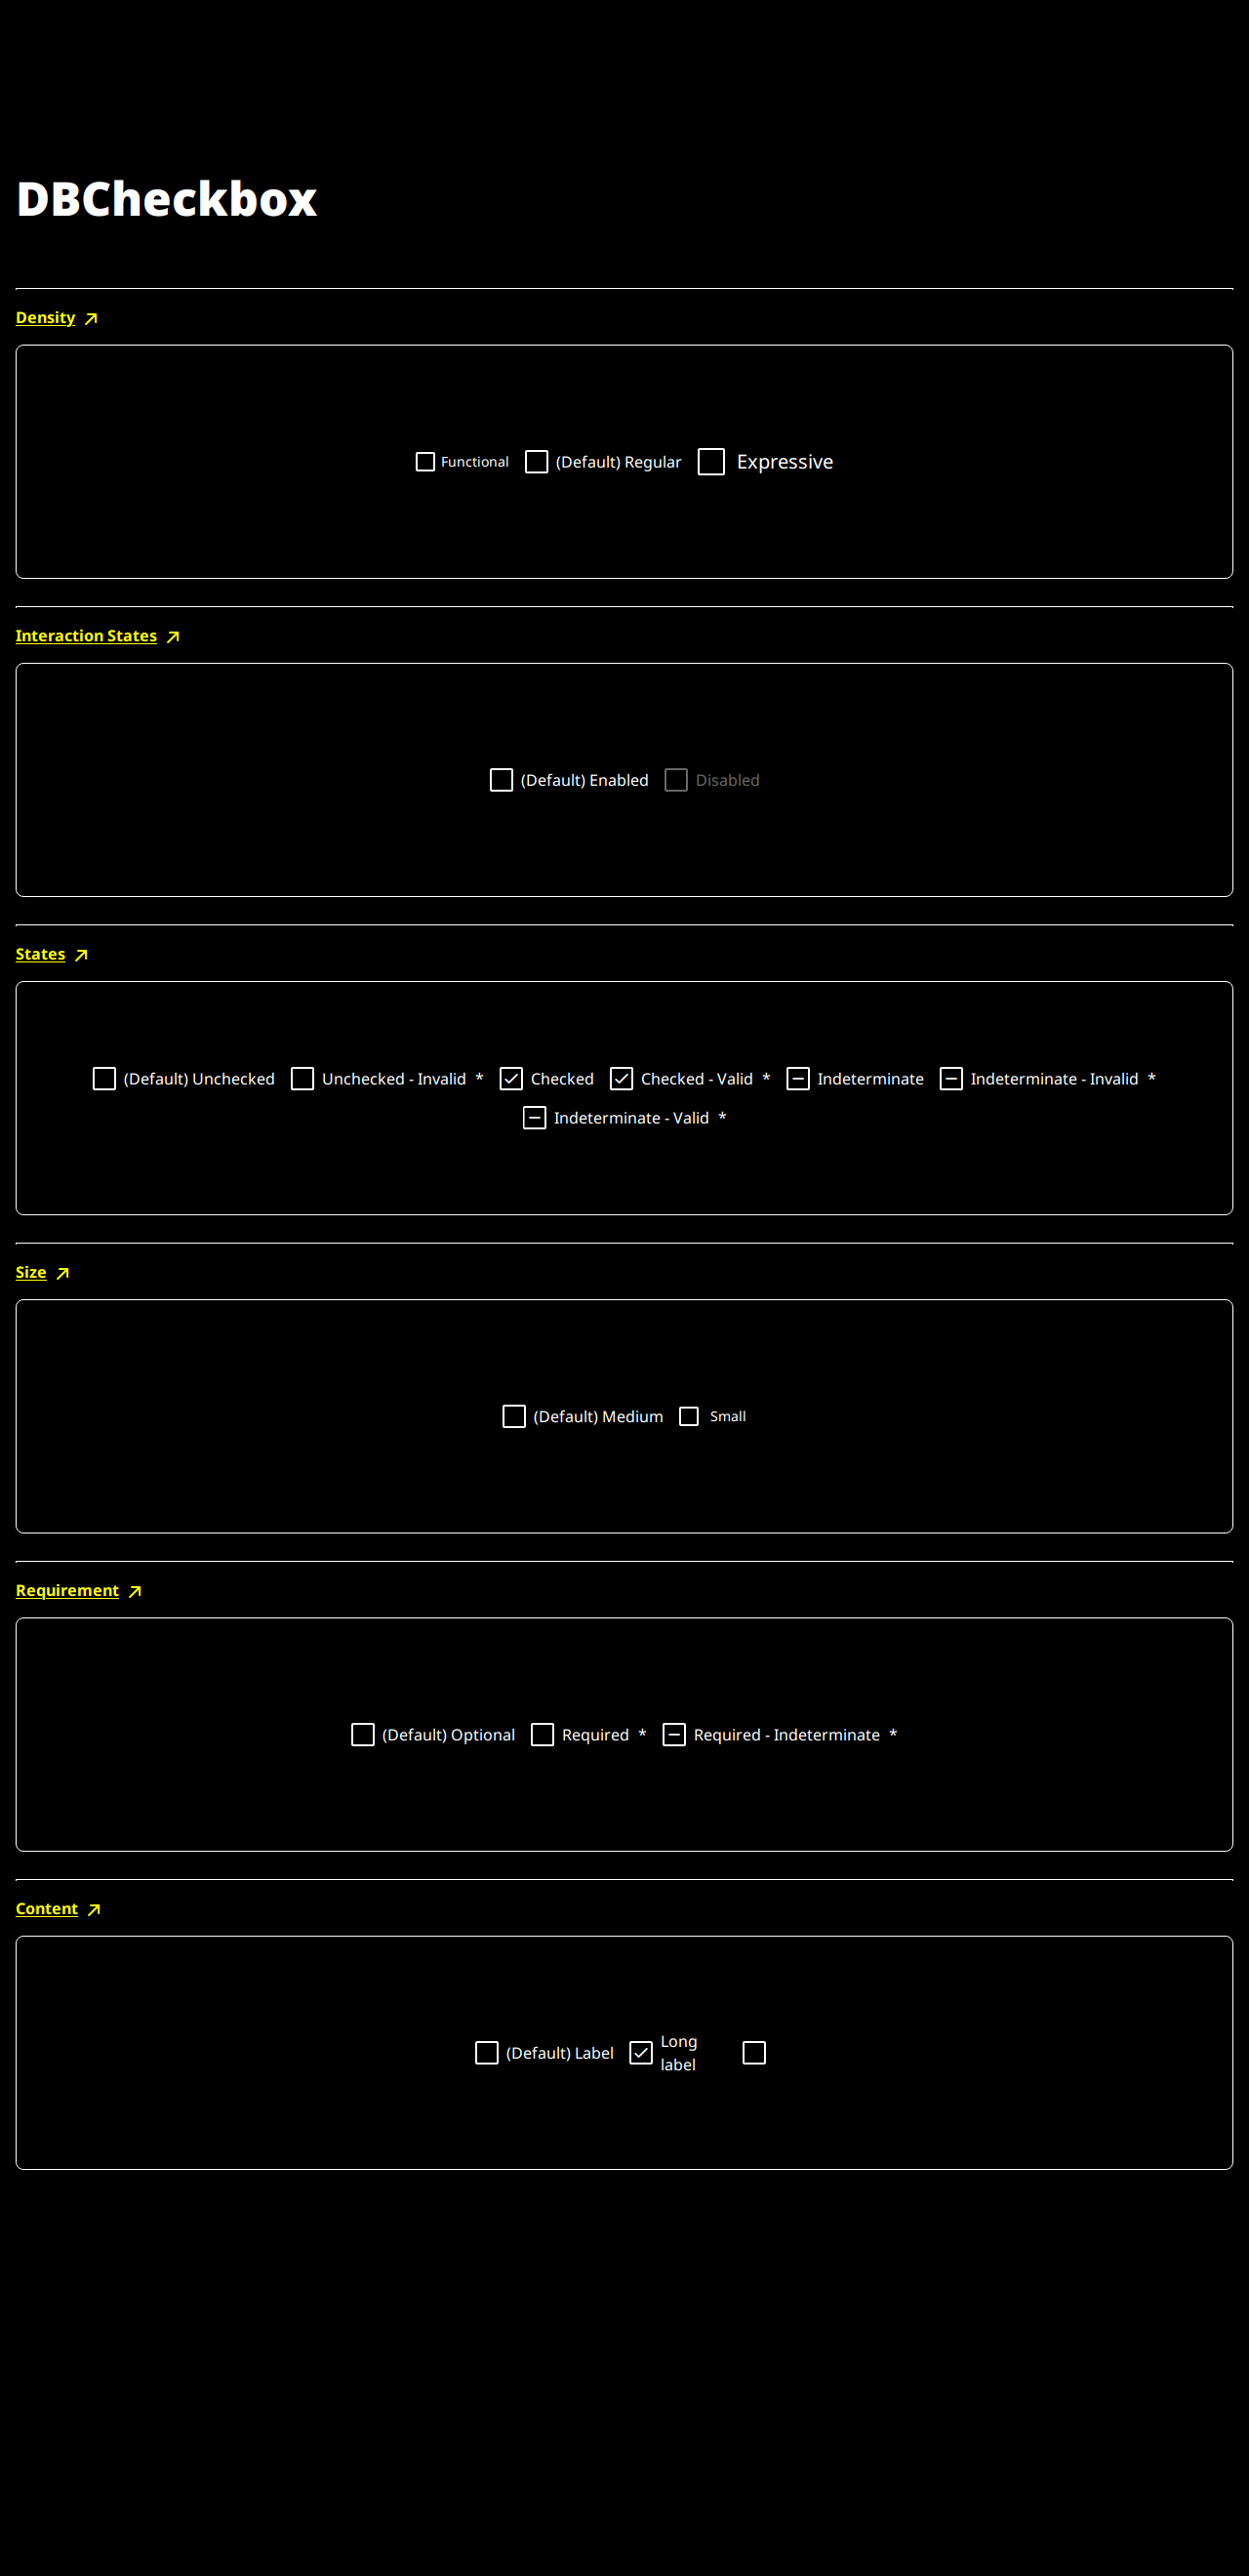 DBCheckbox
Density
Functional (Default) Regular Expressive
Interaction States
(Default) Enabled Disabled
States
(Default) Unchecked Unchecked - Invalid * Checked Checked - Valid * Indeterminate Indeterminate - Invalid *
Indeterminate - Valid *
Size
(Default) Medium Small
Requirement
(Default) Optional Required * Required - Indeterminate *
Content
(Default) Label Long
label